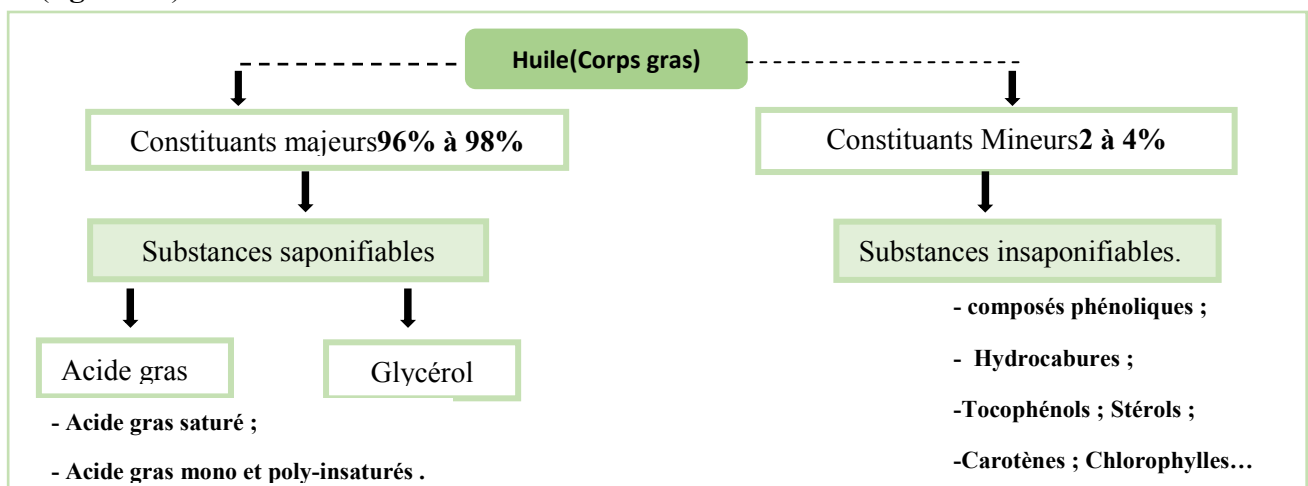 Huile(Corps gras)
Constituants majeurs96% à 98%
Constituants Mineurs2 à 4%
Substances saponifiables
Substances insaponifiables.
Acide gras
Glycérol
- Acide gras saturé ;
- Acide gras mono et poly-insaturés .
- composés phénoliques ;
- Hydrocabures ;
-Tocophénols ; Stérols ;
-Carotènes ; Chlorophylles…